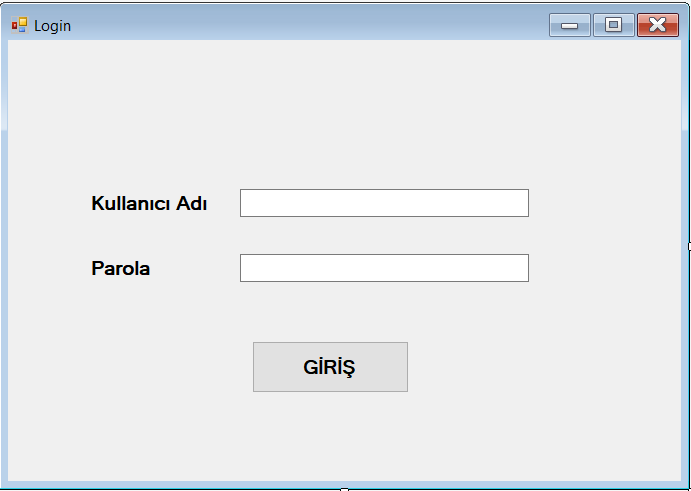 Login
Kullanıcı Adı
Parola
GİRİŞ